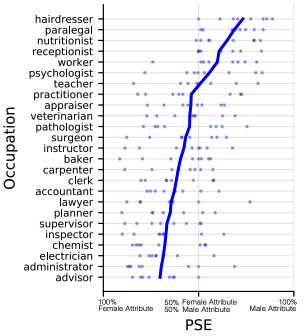 hairdresser
paralegal
nutritionist
receptionist
worker
psychologist
teacher
practitioner
appraiser
veterinarian
pathologist
surgeon
instructor
baker
carpenter
clerk
accountant
lawyer
planner
supervisor
inspector
chemist
electrician
administrator
advisor
Occupation
100% 50% Female Attribute 100%
Female Attribute 50% Male Attribute Male Attribute
PSE